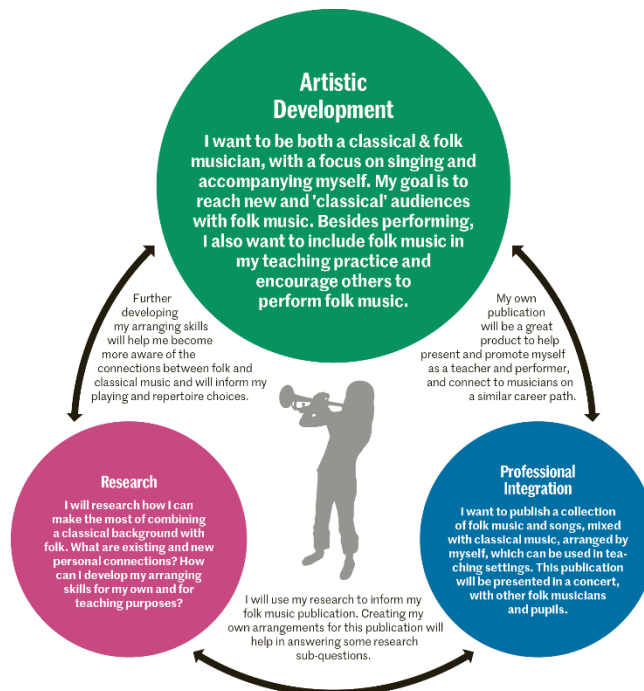 Artistic
Development
I want to be both a classical & folk
musician, with a focus on singing and
accompanying myself. My goal is to
reach new and 'classical' audiences
with folk music. Besides performing,
I also want to include folk music in
my teaching practice and
encourage others to
perform folk music.
Further
developing
my arranging skills
will help me become
more aware of the
connections between folk and
classical music and will inform my
playing and repertoire choices.
My own
publication
will be a great
product to help
present and promote myself
as a teacher and performer,
and connect to musicians on
a similar career path.
Research
I will research how I can
make the most of combining
a classical background with
folk. What are existing and new
personal connections? How
can I develop my arranging
skills for my own and for
teaching purposes?
Professional
Integration
I want to publish a collection
of folk music and songs, mixed
with classical music, arranged by
myself, which can be used in tea-
ching settings. This publication
will be presented in a concert,
with other folk musicians
and pupils.
I will use my research to inform my
folk music publication. Creating my
own arrangements for this publication will
help in answering some research
sub-questions.